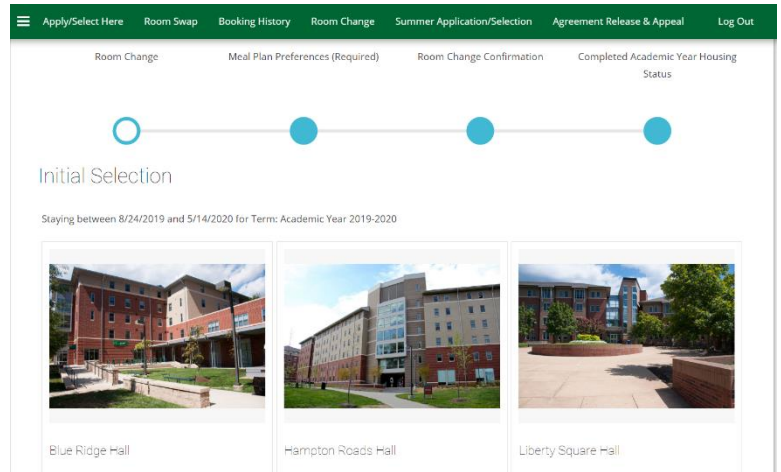 Apply/Select Here Room Swap Booking History Room Change Summer Application/Selection Agreement Release & Appeal Log Out
Room Change Meal Plan Preferences (Required) Room Change Confirmation Completed Academic Year Housing
Status
Initial Selection
Staying between 8/24/2019 and 5/14/2020 for Term: Academic Year 2019-2020
Blue Ridge Hall Hampton Roads Hall Liberty Square Hall